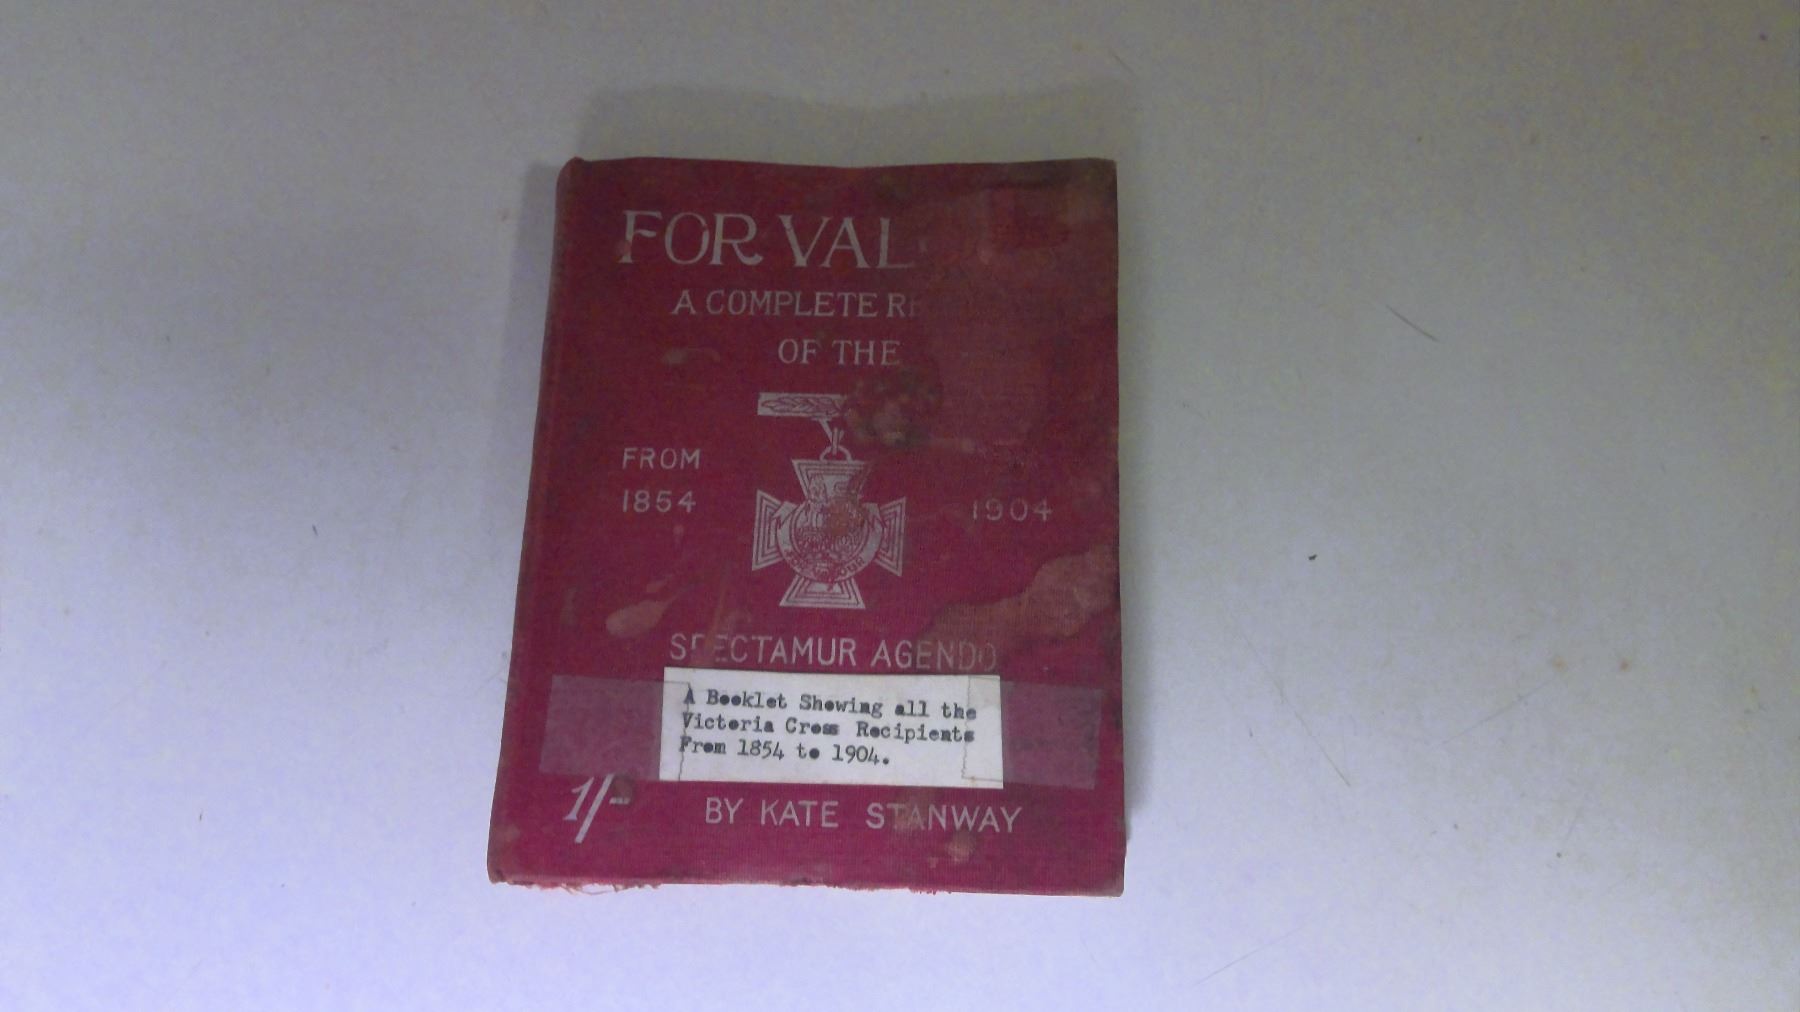 FOR VAL
A COMPLETE RE
OF THE
FROM
1854
1904
SPECTAMUR AGENDO
A Booklet Showing all the
Victoria Cross Recipients
From 1854 to 1904.
1/-
BY KATE STANWAY